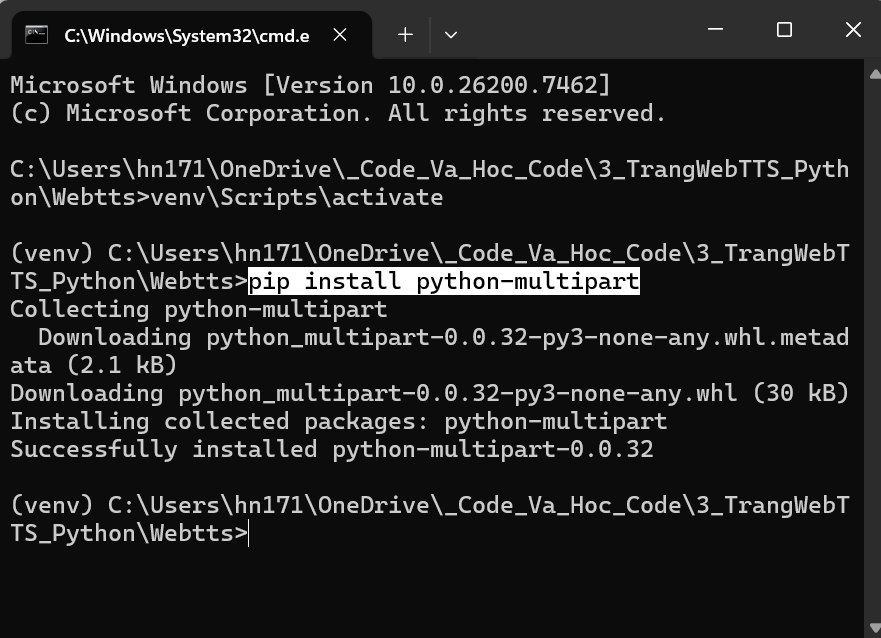 C:\Windows\System32\cmd.e
Microsoft Windows [Version 10.0.26200.7462]
(c) Microsoft Corporation. All rights reserved.
C:\Users\hn171\OneDrive\_Code_Va_Hoc_Code\3_TrangWebTTS_Pyth
on\Webtts>venv\Scripts\activate
(venv) C:\Users\hn171\OneDrive\_Code_Va_Hoc_Code\3_TrangWebT
TS_Python\Webtts>pip install python-multipart
Collecting python-multipart
  Downloading python_multipart-0.0.32-py3-none-any.whl.metad
ata (2.1 kB)
Downloading python_multipart-0.0.32-py3-none-any.whl (30 kB)
Installing collected packages: python-multipart
Successfully installed python-multipart-0.0.32
(venv) C:\Users\hn171\OneDrive\_Code_Va_Hoc_Code\3_TrangWebT
TS_Python\Webtts>